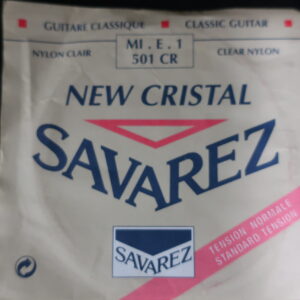 GUITARE CLASSIQUE CLASSIC GUITAR
NYLON CLAIR MI . E . 1 CLEAR NYLON
501 CR
NEW CRISTAL
SAVAREZ
SAVAREZ
TENSION NORMALE
STANDARD TENSION